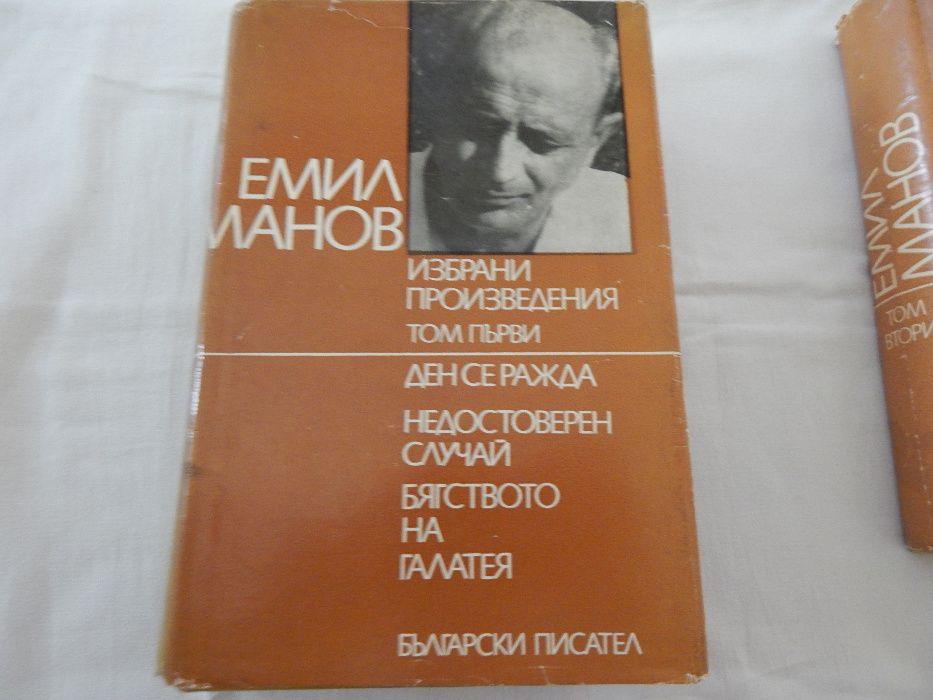 ЕМИЛ
МАНОВ
ИЗБРАНИ
ПРОИЗВЕДЕНИЯ
ТОМ ПЪРВИ
ДЕН СЕ РАЖДА
НЕДОСТОВЕРЕН
СЛУЧАЙ
БЯГСТВОТО
НА
ГАЛАТЕЯ
БЪЛГАРСКИ ПИСАТЕЛ
ЕМИЛ
МАНОВ
ТОМ
ВТОРИ